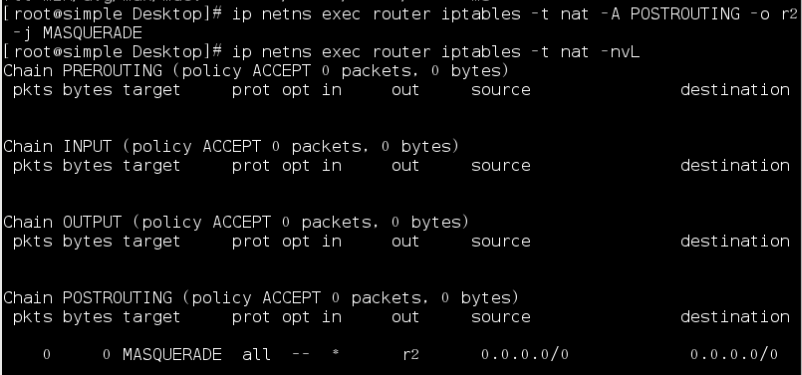 [root@simple Desktop]# ip netns exec router iptables -t nat -A POSTROUTING -o r2
-j MASQUERADE
[root@simple Desktop]# ip netns exec router iptables -t nat -nvL
Chain PREROUTING (policy ACCEPT 0 packets, 0 bytes)
pkts bytes target prot opt in out source destination
Chain INPUT (policy ACCEPT 0 packets, 0 bytes)
pkts bytes target prot opt in out source destination
Chain OUTPUT (policy ACCEPT 0 packets, 0 bytes)
pkts bytes target prot opt in out source destination
Chain POSTROUTING (policy ACCEPT 0 packets, 0 bytes)
pkts bytes target prot opt in out source destination
0 0 MASQUERADE all -- * r2 0.0.0.0/0 0.0.0.0/0